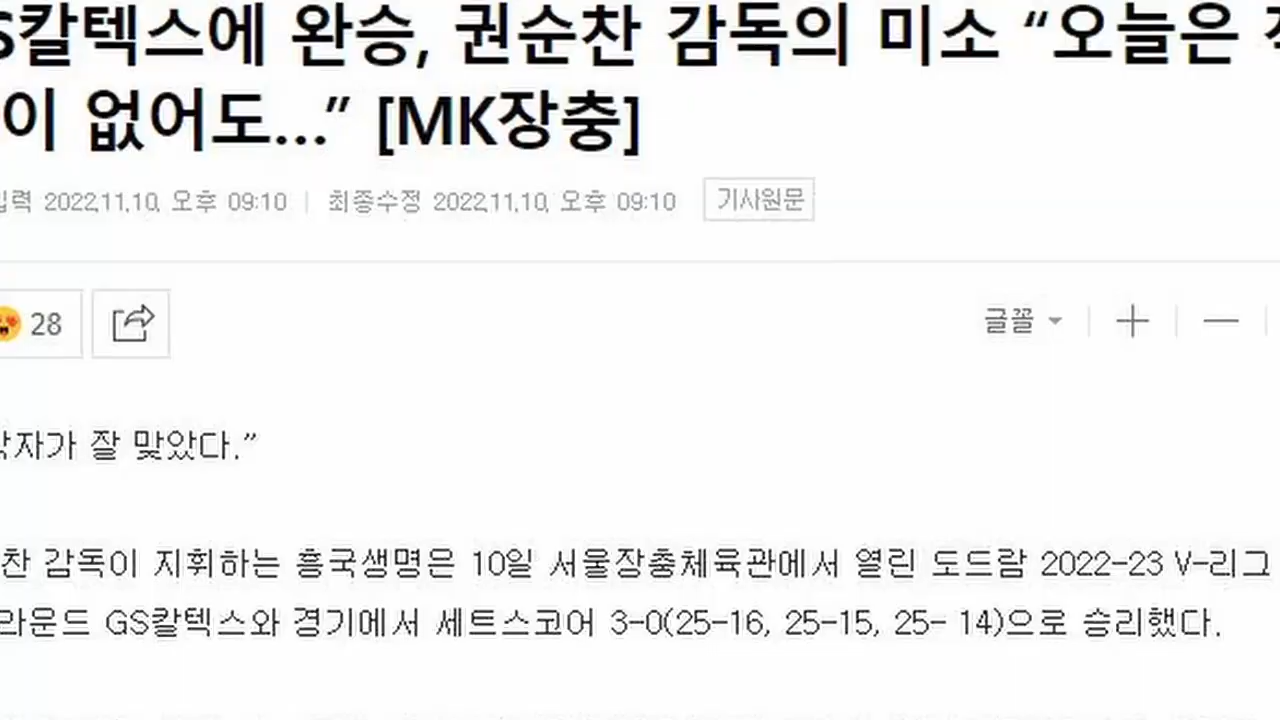 S칼텍스에 완승, 권순찬 감독의 미소 “오늘은
이 없어도...” [MK장충]
입력 2022.11.10. 오후 09:10 최종수정 2022.11.10. 오후 09:10 기사원문
28 글꼴
박자가 잘 맞았다.”
찬 감독이 지휘하는 흥국생명은 10일 서울장충체육관에서 열린 도드람 2022-23 V-리그
라운드 GS칼텍스와 경기에서 세트스코어 3-0(25-16, 25-15, 25- 14)으로 승리했다.